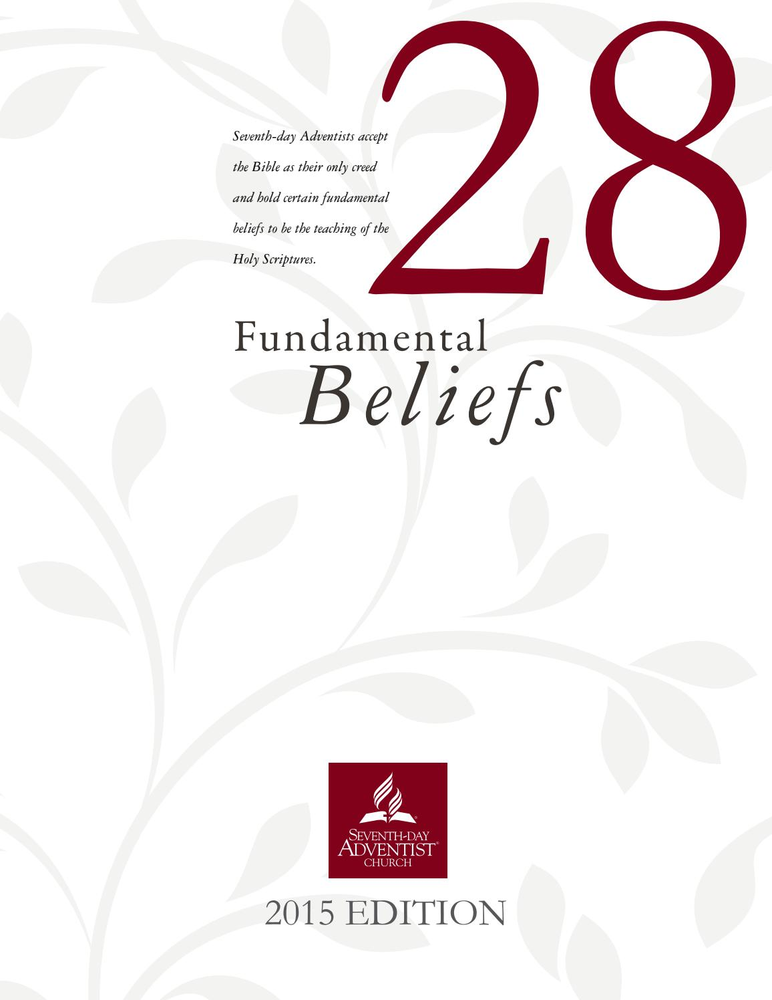 28
Seventh-day Adventists accept
the Bible as their only creed
and hold certain fundamental
beliefs to be the teaching of the
Holy Scriptures.
Fundamental
Beliefs
SEVENTH-DAY
ADVENTIST®
CHURCH
2015 EDITION